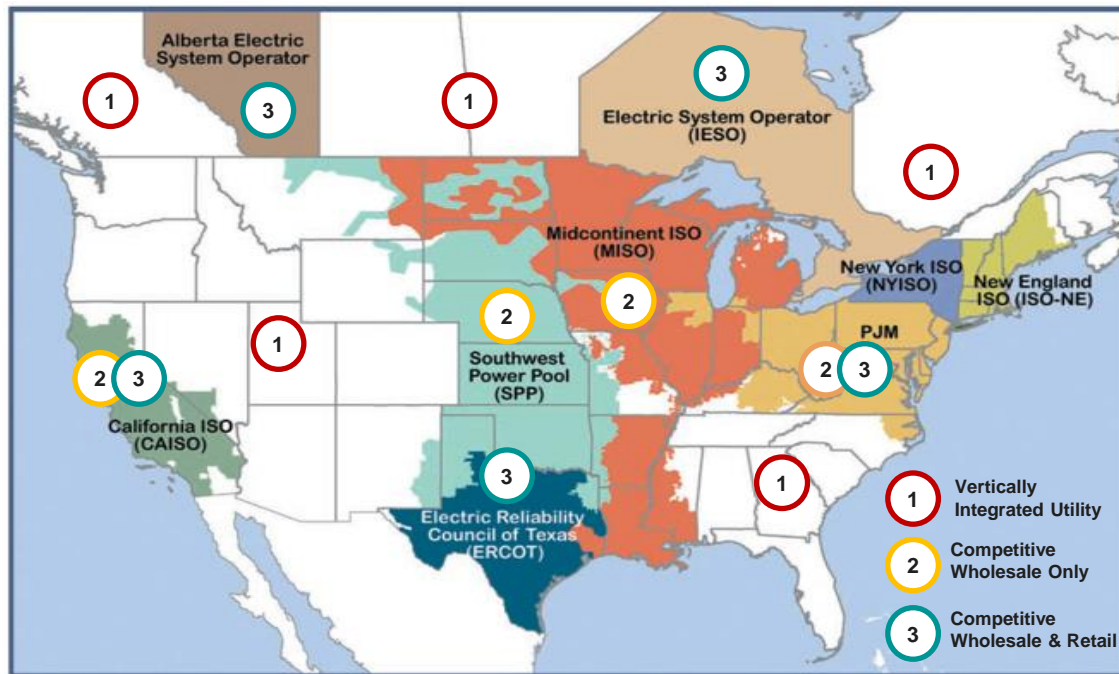 Alberta Electric
System Operator
1
3
1
3
Electric System Operator
(IESO)
1
Midcontinent ISO
(MISO)
New York ISO
(NYISO)
New England
ISO (ISO-NE)
2
2
1
PJM
2
3
2
3
Southwest
Power Pool
(SPP)
California ISO
(CAISO)
3
1
Electric Reliability
Council of Texas
(ERCOT)
1
Vertically
Integrated Utility
2
Competitive
Wholesale Only
3
Competitive
Wholesale & Retail